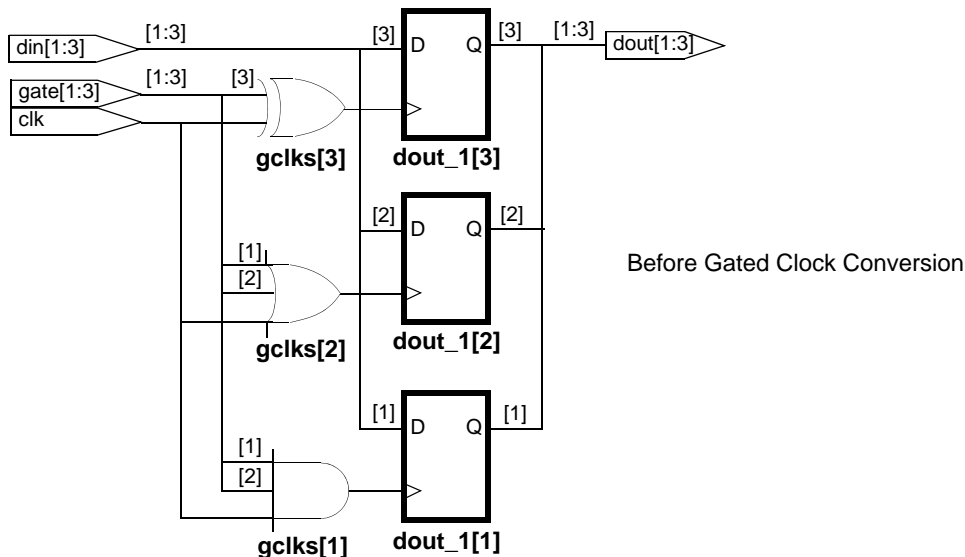 din[1:3]
[1:3]
[3]
D
Q
[3]
[1:3]
dout[1:3]
gate[1:3]
[1:3]
[3]
clk
gclks[3]
dout_1[3]
[2]
D
Q
[2]
[1]
[2]
Before Gated Clock Conversion
gclks[2]
dout_1[2]
[1]
D
Q
[1]
[1]
[2]
gclks[1]
dout_1[1]